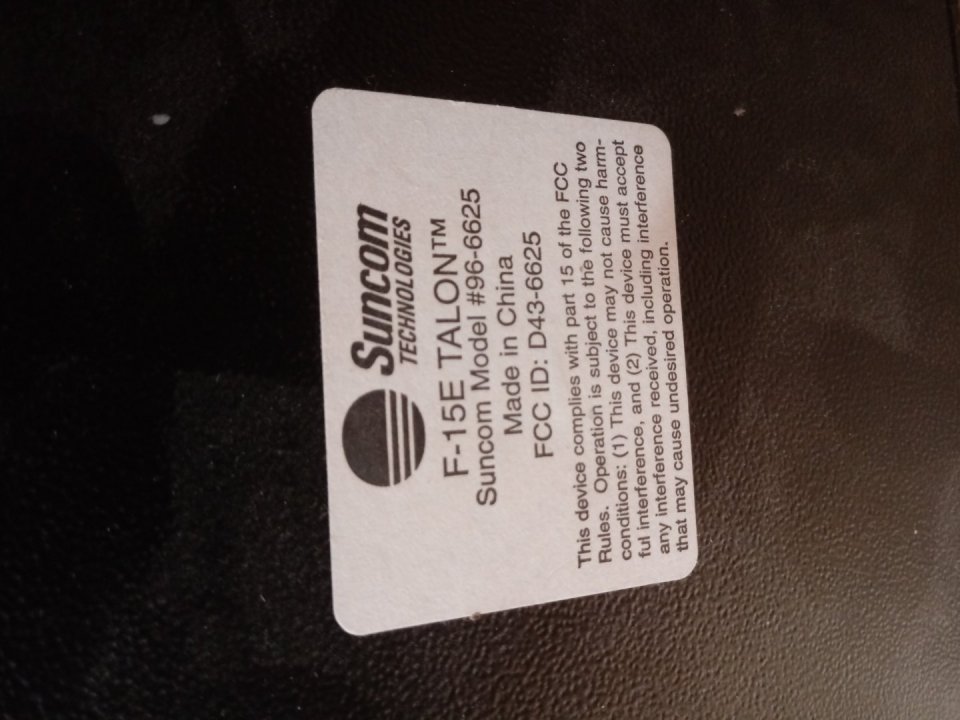 Suncom
TECHNOLOGIES
F-15E TALON™
Suncom Model #96-6625
Made in China
FCC ID: D43-6625
This device complies with part 15 of the FCC
Rules. Operation is subject to the following two
conditions: (1) This device may not cause harm-
ful interference, and (2) This device must accept
any interference received, including interference
that may cause undesired operation.